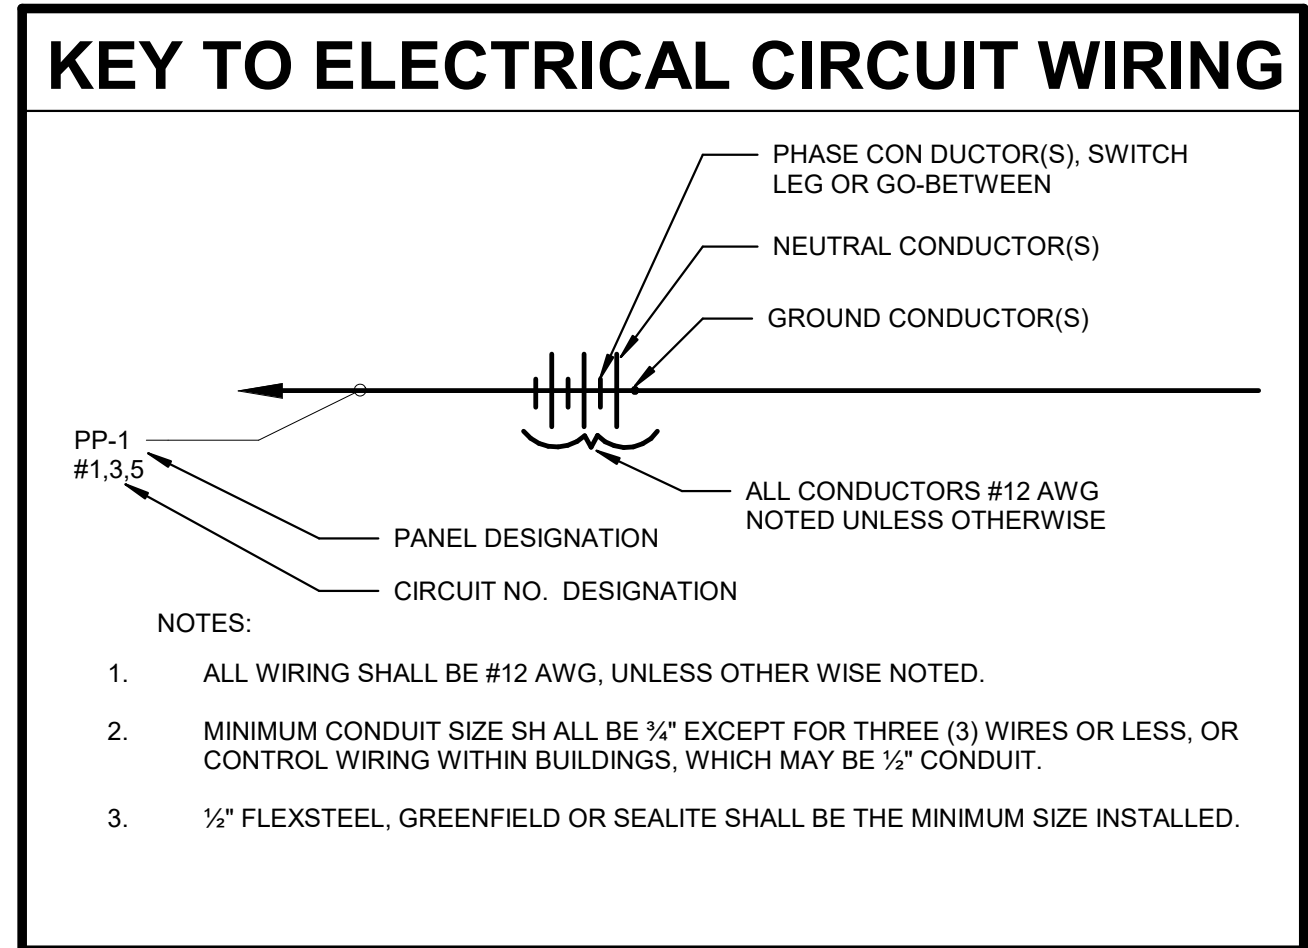 KEY TO ELECTRICAL CIRCUIT WIRING
PHASE CON DUCTOR(S), SWITCH
LEG OR GO-BETWEEN
NEUTRAL CONDUCTOR(S)
GROUND CONDUCTOR(S)
PP-1
#1,3,5
ALL CONDUCTORS #12 AWG
NOTED UNLESS OTHERWISE
PANEL DESIGNATION
CIRCUIT NO. DESIGNATION
NOTES:
1. ALL WIRING SHALL BE #12 AWG, UNLESS OTHER WISE NOTED.
2. MINIMUM CONDUIT SIZE SH ALL BE ¾" EXCEPT FOR THREE (3) WIRES OR LESS, OR
CONTROL WIRING WITHIN BUILDINGS, WHICH MAY BE ½" CONDUIT.
3. ½" FLEXSTEEL, GREENFIELD OR SEALITE SHALL BE THE MINIMUM SIZE INSTALLED.